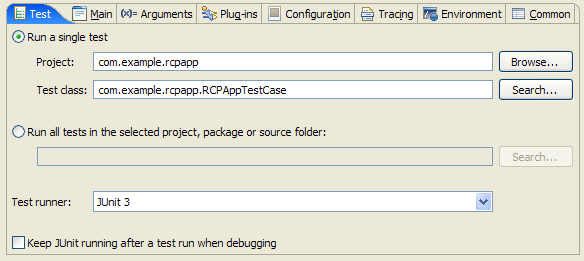 Test Main (x)= Arguments Plug-ins Configuration Tracing Environment Common
Run a single test
Project: com.example.rcpapp Browse...
Test class: com.example.rcpapp.RCPAppTestCase Search...
Run all tests in the selected project, package or source folder:
Search...
Test runner: JUnit 3
Keep JUnit running after a test run when debugging